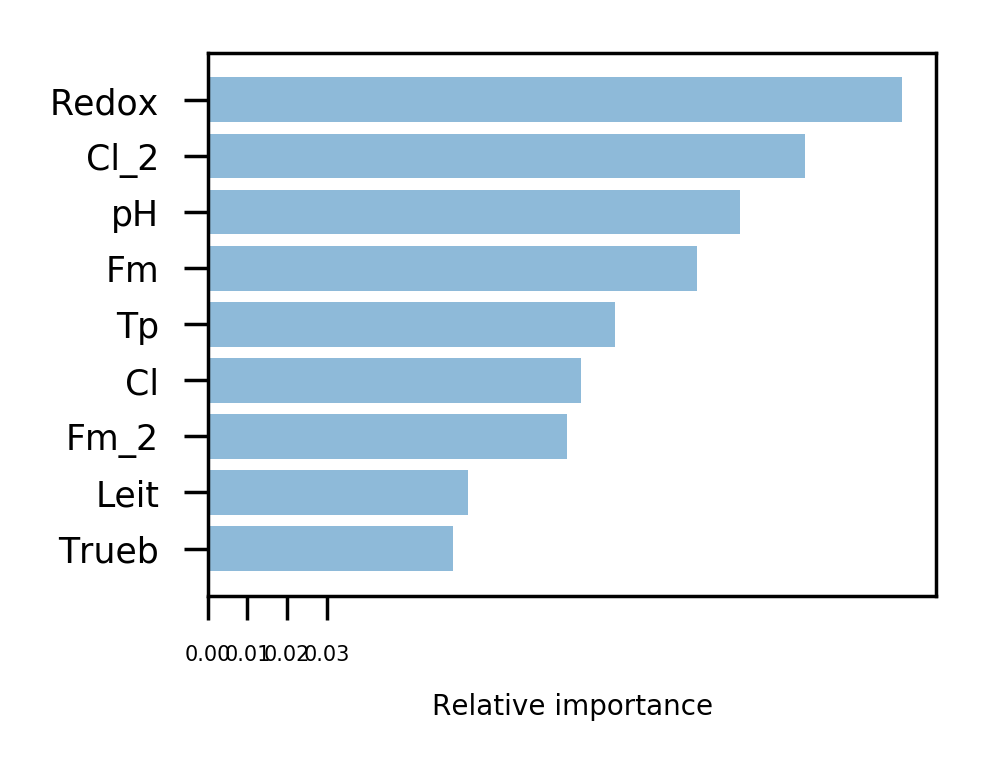 Redox
Cl_2
pH
Fm
Tp
Cl
Fm_2
Leit
Trueb
0.00 0.01 0.02 0.03
Relative importance